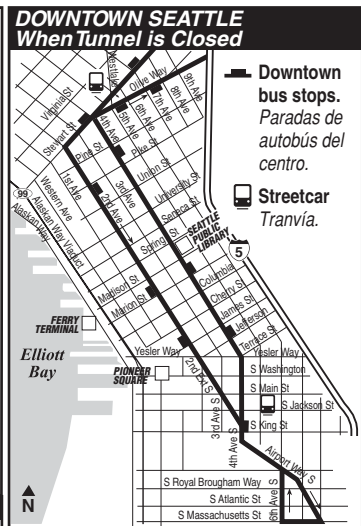 DOWNTOWN SEATTLE
When Tunnel is Closed
Downtown
bus stops.
Paradas de
autobús del
centro.
Streetcar
Tranvía.
Westlake
Olive Way
9th Ave
8th Ave
7th Ave
6th Ave
5th Ave
4th Ave
Virginia St
Stewart St
Pine St
Pike St
Union St
University St
Seneca St
SEATTLE
PUBLIC
LIBRARY
Spring St
5
3rd Ave
2nd Ave
1st Ave
Western Ave
99
Alaskan Way Viaduct
Alaskan Way
Madison St
Marion St
Columbia
Cherry St
James St
Jefferson
Terrace St
FERRY
TERMINAL
Elliott
Bay
Yesler Way
Yesler Way
PIONEER
SQUARE
2nd Ext S
S Washington
S Main St
S Jackson St
S King St
3rd Ave S
4th Ave S
Airport Way S
S Royal Brougham Way
S Atlantic St
S Massachusetts St
6th Ave S
N